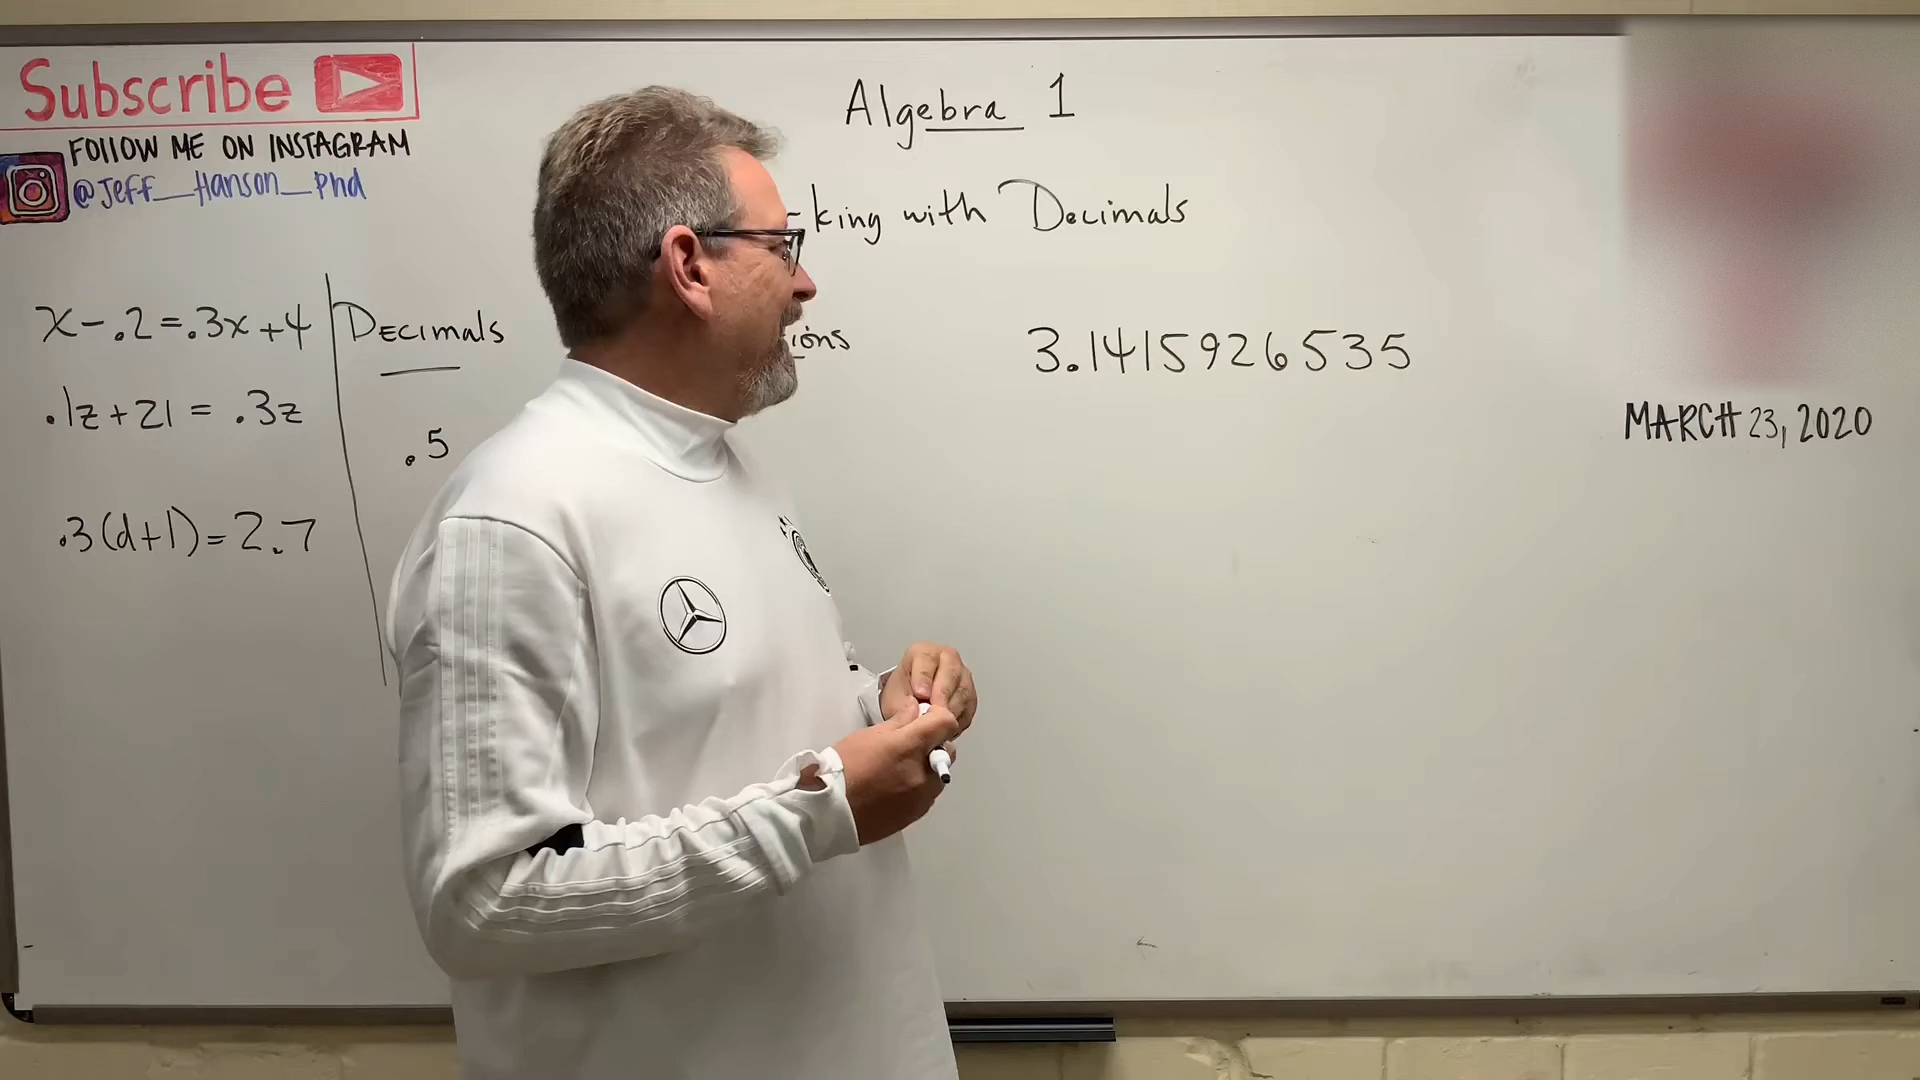 Subscribe
FOLLOW ME ON INSTAGRAM
@Jeff_Hanson_Phd
Algebra 1
king with Decimals
x-.2=.3x+4
.1z+21 = .3z
.3(d+1)=2.7
Decimals
.5
ions
3.1415926535
MARCH 23, 2020